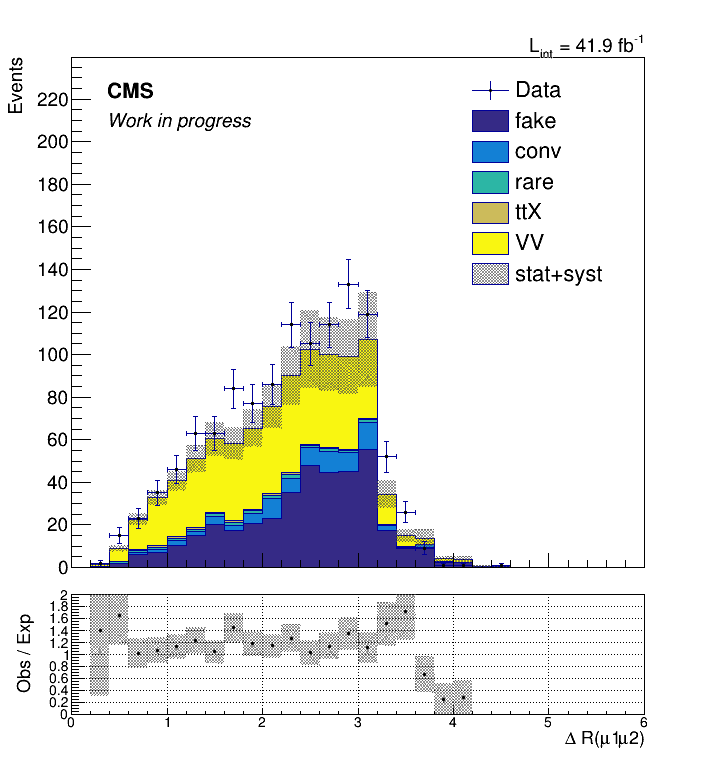 L_int = 41.9 fb^-1
Events
CMS
Work in progress
Data
fake
conv
rare
ttX
VV
stat+syst
220
200
180
160
140
120
100
80
60
40
20
0
Obs / Exp
2
1.8
1.6
1.4
1.2
1
0.8
0.6
0.4
0.2
0
0 1 2 3 4 5 6
Δ R(μ1μ2)